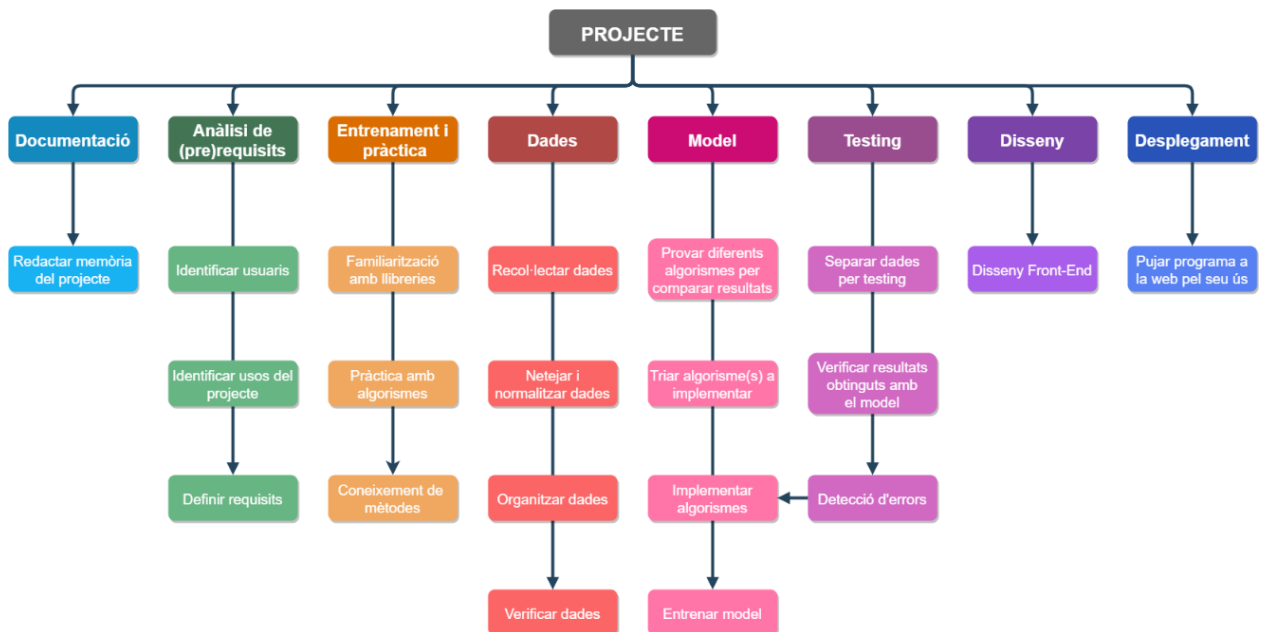 PROJECTE
Documentació
Anàlisi de
(pre)requisits
Entrenament i
pràctica
Dades
Model
Testing
Disseny
Desplegament
Redactar memòria
del projecte
Identificar usuaris
Familiarització
amb llibreries
Recol·lectar dades
Provar diferents
algorismes per
comparar resultats
Separar dades
per testing
Disseny Front-End
Pujar programa a
la web pel seu ús
Identificar usos del
projecte
Pràctica amb
algorismes
Netejar i
normalitzar dades
Triar algorisme(s) a
implementar
Verificar resultats
obtinguts amb
el model
Definir requisits
Coneixement de
mètodes
Organitzar dades
Implementar
algorismes
Detecció d'errors
Verificar dades
Entrenar model